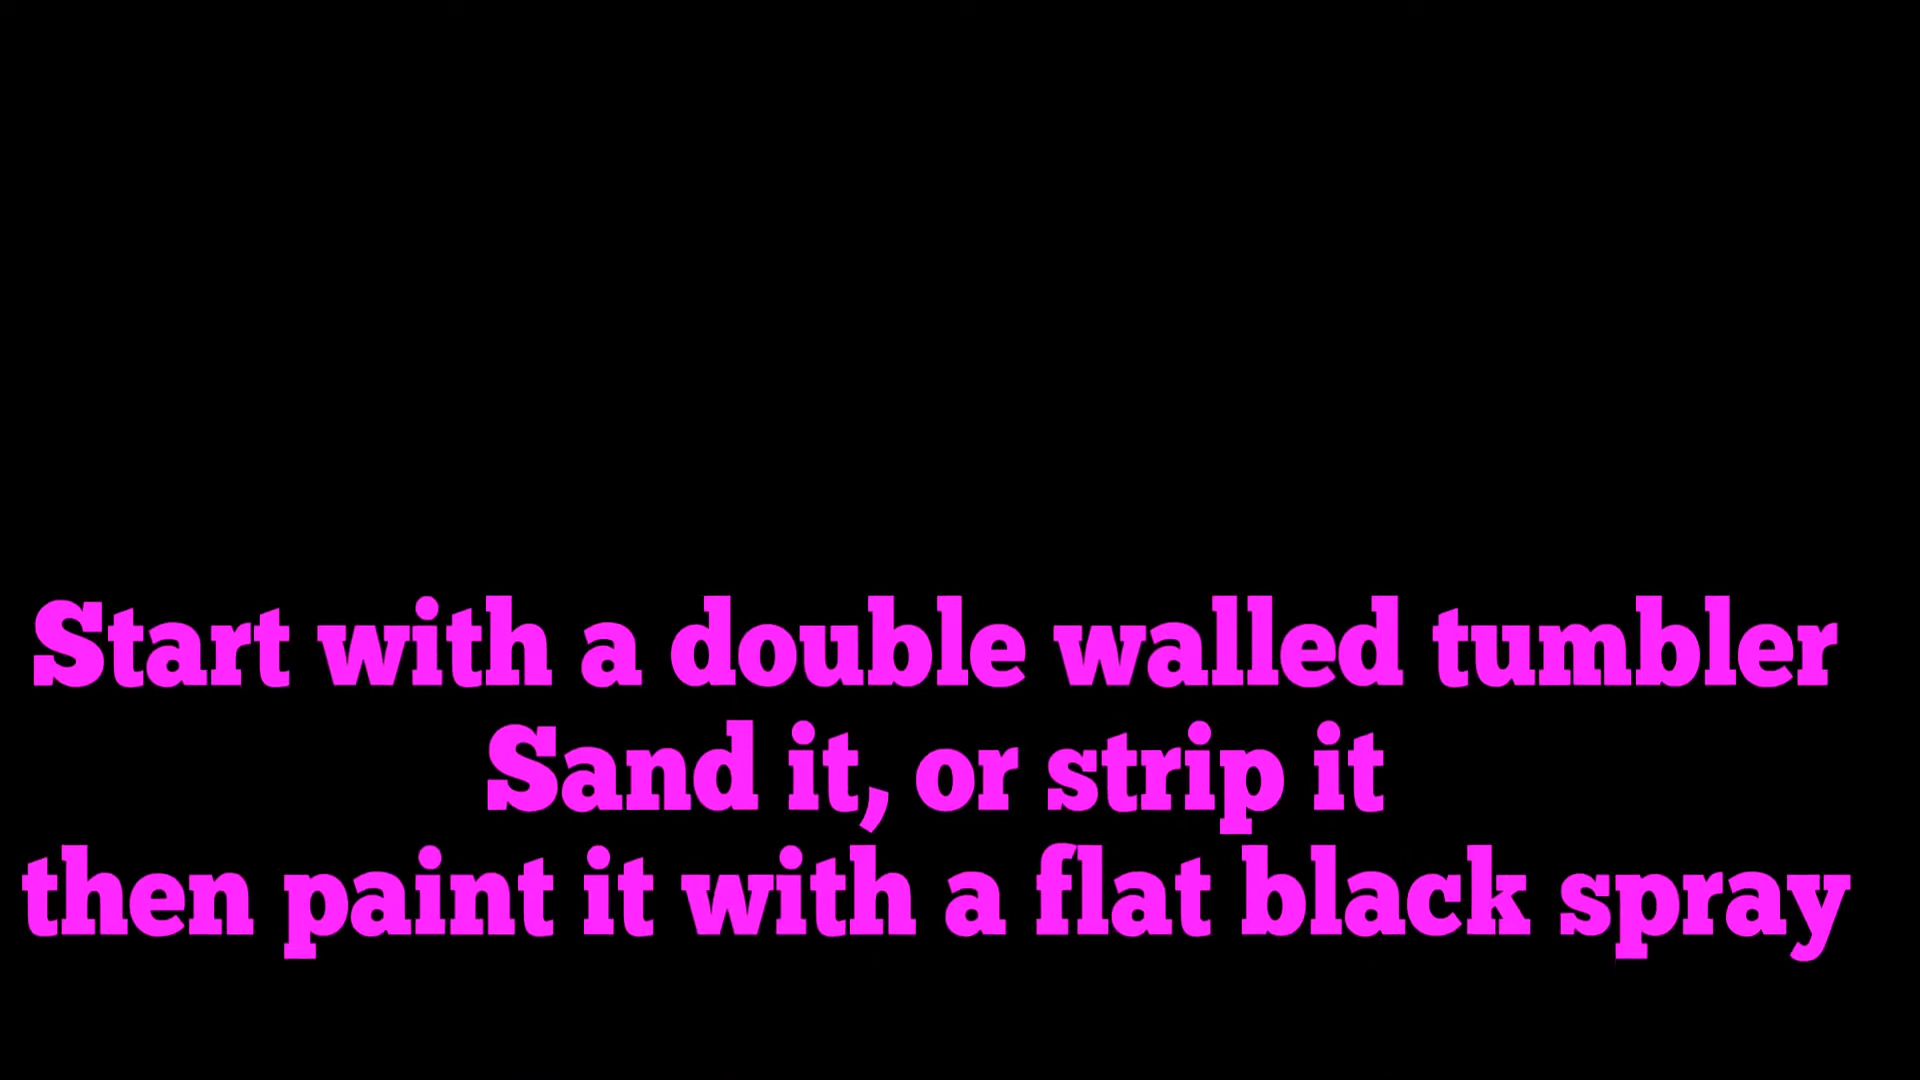 Start with a double walled tumbler
Sand it, or strip it
then paint it with a flat black spray